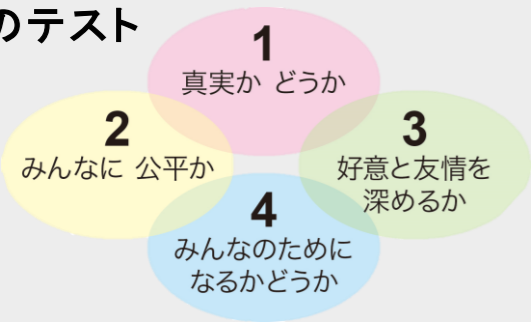 のテスト
1
真実か どうか
2
みんなに 公平か
3
好意と友情を
深めるか
4
みんなのために
なるかどうか